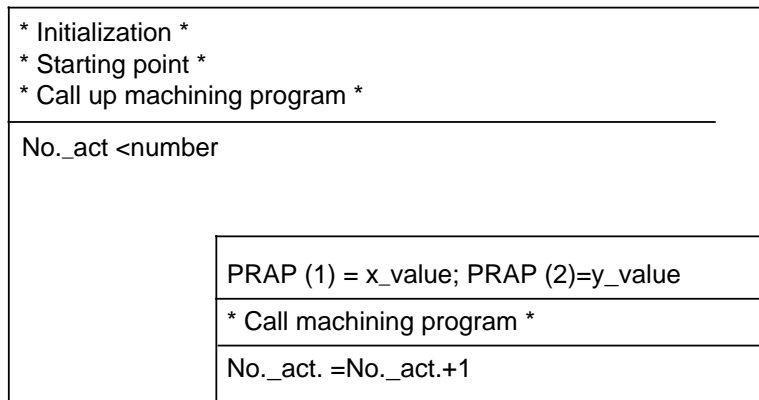 * Initialization *
* Starting point *
* Call up machining program *
No._act <number
PRAP (1) = x_value; PRAP (2)=y_value
* Call machining program *
No._act. =No._act.+1